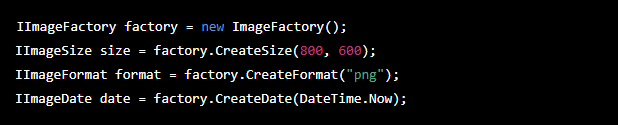 IImageFactory factory = new ImageFactory();
IImageSize size = factory.CreateSize(800, 600);
IImageFormat format = factory.CreateFormat("png");
IImageDate date = factory.CreateDate(DateTime.Now);